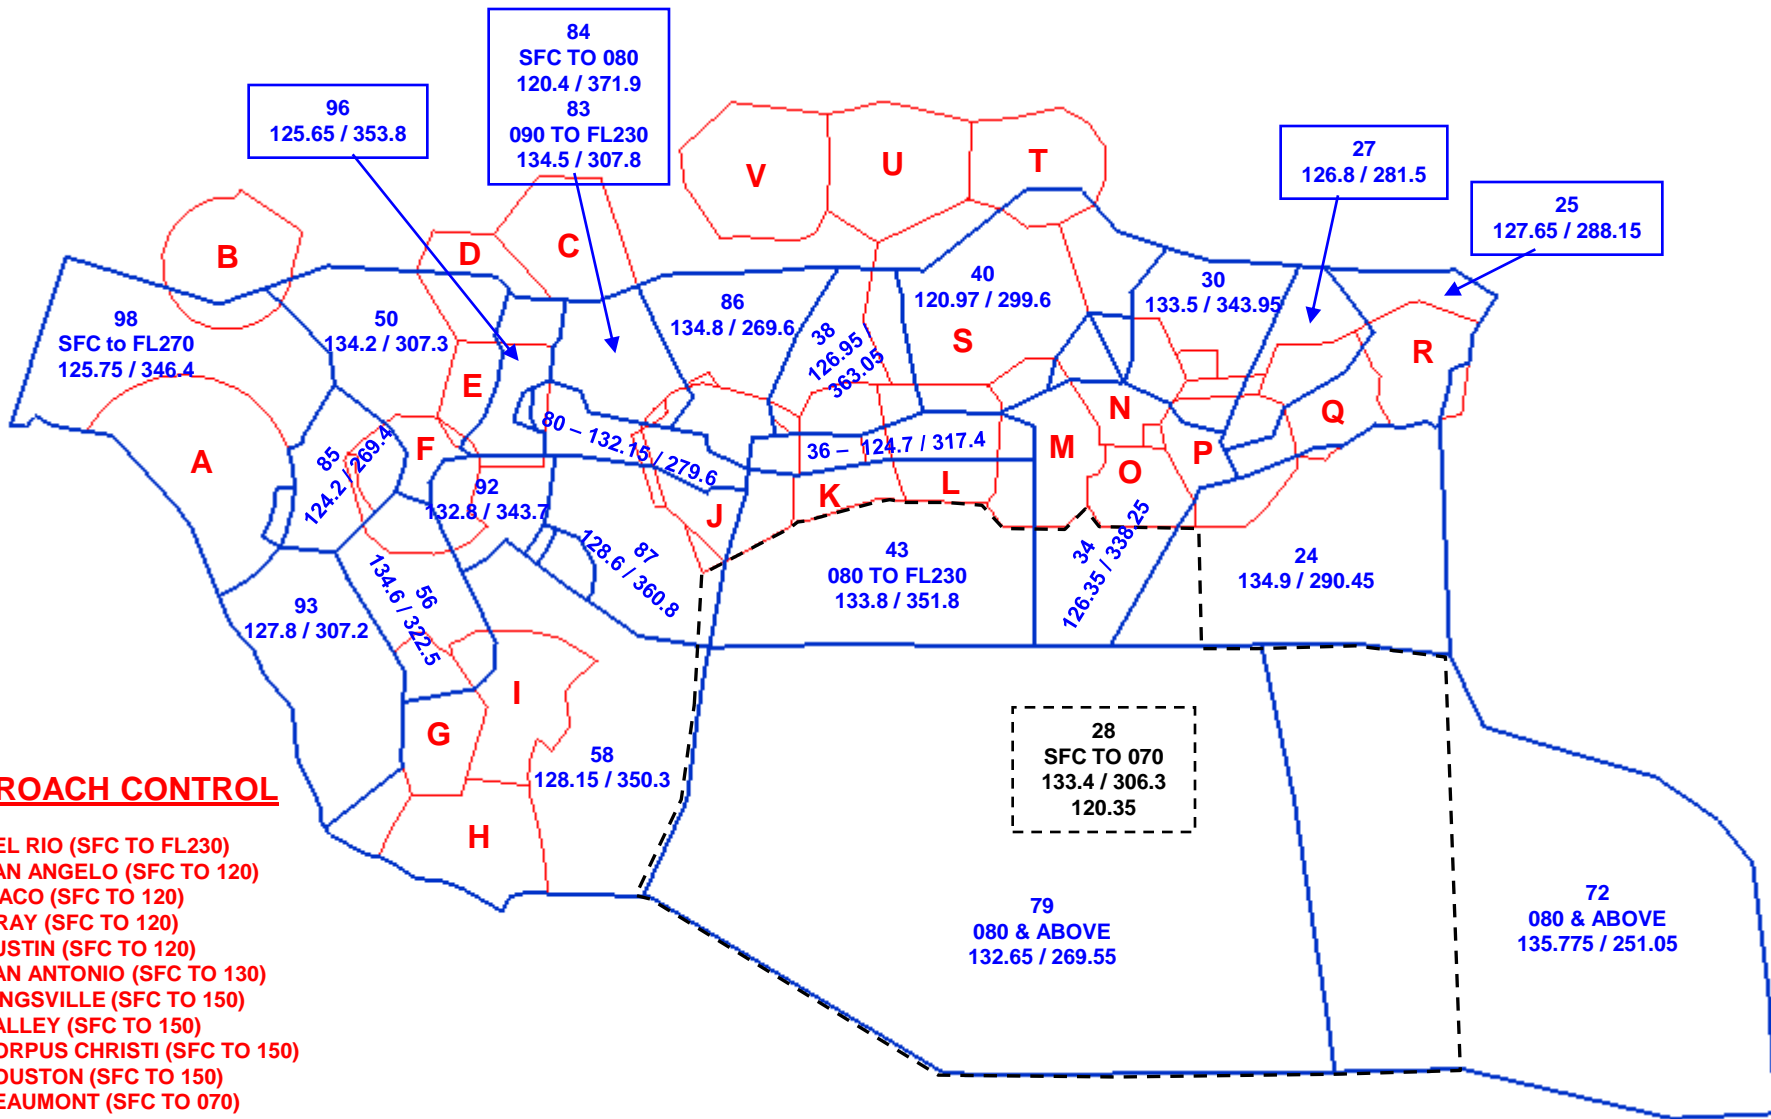 84
SFC TO 080
120.4 / 371.9
83
090 TO FL230
134.5 / 307.8
96
125.65 / 353.8
27
126.8 / 281.5
25
127.65 / 288.15
V
U
T
B
D
C
98
SFC to FL270
125.75 / 346.4
50
134.2 / 307.3
86
134.8 / 269.6
38
126.95 /
363.05
40
120.97 / 299.6
30
133.5 / 343.95
S
R
E
Q
N
A
F
85
124.2 / 269.4
80 – 132.15 / 279.6
36 – 124.7 / 317.4
M
O
P
92
132.8 / 343.7
J
K
L
87
128.6 / 360.8
43
080 TO FL230
133.8 / 351.8
34
126.35 / 338.25
24
134.9 / 290.45
56
134.6 / 322.5
93
127.8 / 307.2
I
G
H
58
128.15 / 350.3
28
SFC TO 070
133.4 / 306.3
120.35
79
080 & ABOVE
132.65 / 269.55
72
080 & ABOVE
135.775 / 251.05
ROACH CONTROL
EL RIO (SFC TO FL230)
AN ANGELO (SFC TO 120)
ACO (SFC TO 120)
RAY (SFC TO 120)
USTIN (SFC TO 120)
AN ANTONIO (SFC TO 130)
INGSVILLE (SFC TO 150)
ALLEY (SFC TO 150)
ORPUS CHRISTI (SFC TO 150)
OUSTON (SFC TO 150)
EAUMONT (SFC TO 070)